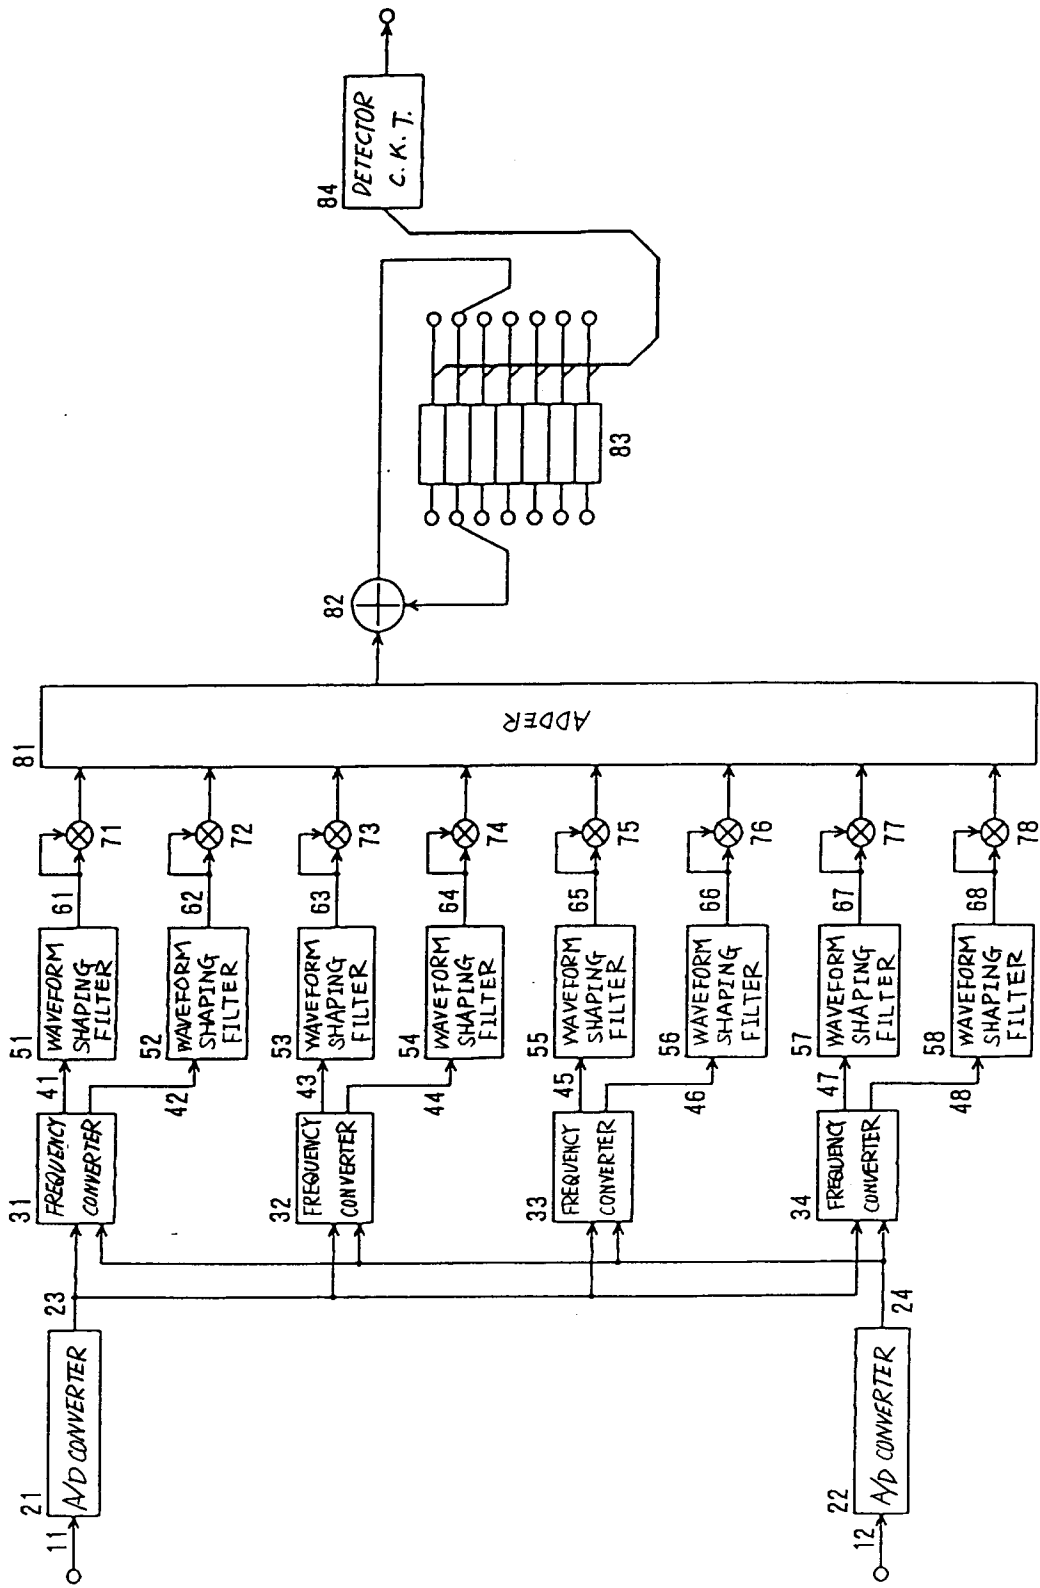 11
21
A/D CONVERTER
23
12
22
A/D CONVERTER
24
31
FREQUENCY
CONVERTER
41
42
32
FREQUENCY
CONVERTER
43
44
33
FREQUENCY
CONVERTER
45
46
34
FREQUENCY
CONVERTER
47
48
51
WAVEFORM
SHAPING
FILTER
61
52
WAVEFORM
SHAPING
FILTER
62
53
WAVEFORM
SHAPING
FILTER
63
54
WAVEFORM
SHAPING
FILTER
64
55
WAVEFORM
SHAPING
FILTER
65
56
WAVEFORM
SHAPING
FILTER
66
57
WAVEFORM
SHAPING
FILTER
67
58
WAVEFORM
SHAPING
FILTER
68
71
72
73
74
75
76
77
78
81
ADDER
82
83
84
DETECTOR
C.K.T.